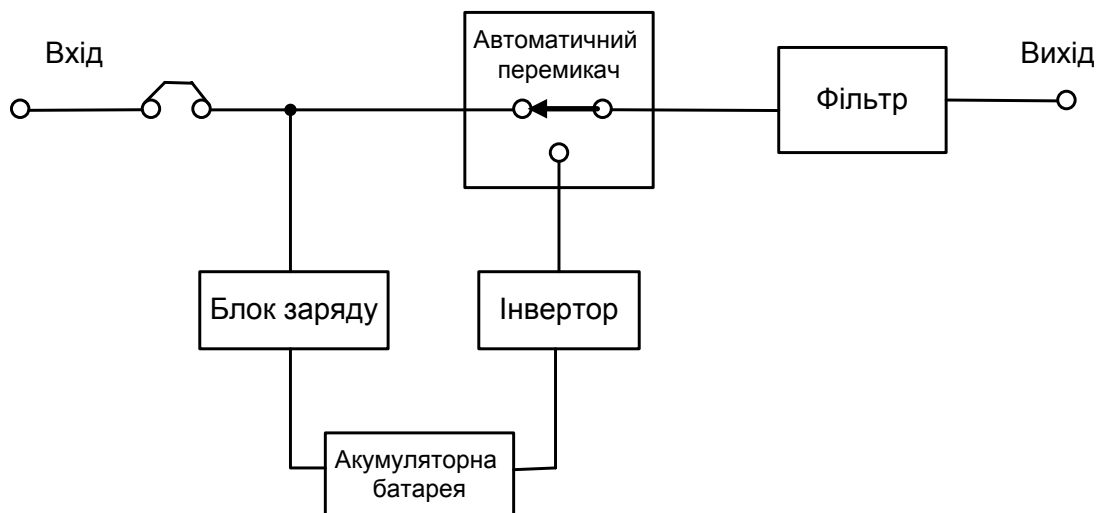 Вхід
Автоматичний
перемикач
Фільтр
Вихід
Блок заряду
Інвертор
Акумуляторна
батарея